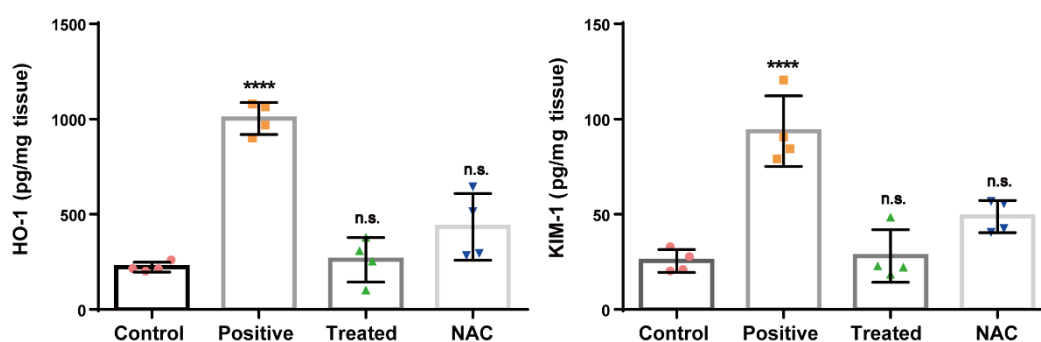 HO-1 (pg/mg tissue)
1500
1000
500
0
****
n.s.
n.s.
Control Positive Treated NAC
KIM-1 (pg/mg tissue)
150
100
50
0
****
n.s.
n.s.
Control Positive Treated NAC